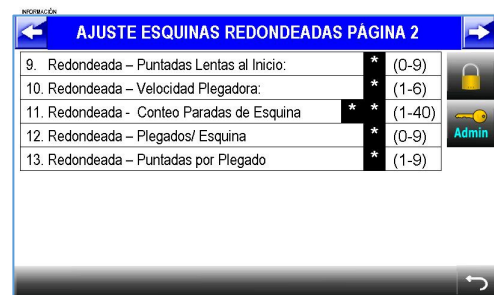 INFORMACIÓN
AJUSTE ESQUINAS REDONDEADAS PÀGINA 2
9. Redondeada – Puntadas Lentas al Inicio: * (0-9)
10. Redondeada – Velocidad Plegadora: * (1-6)
11. Redondeada - Conteo Paradas de Esquina * * (1-40)
12. Redondeada – Plegados/ Esquina * (0-9)
13. Redondeada – Puntadas por Plegado * (1-9)
Admin